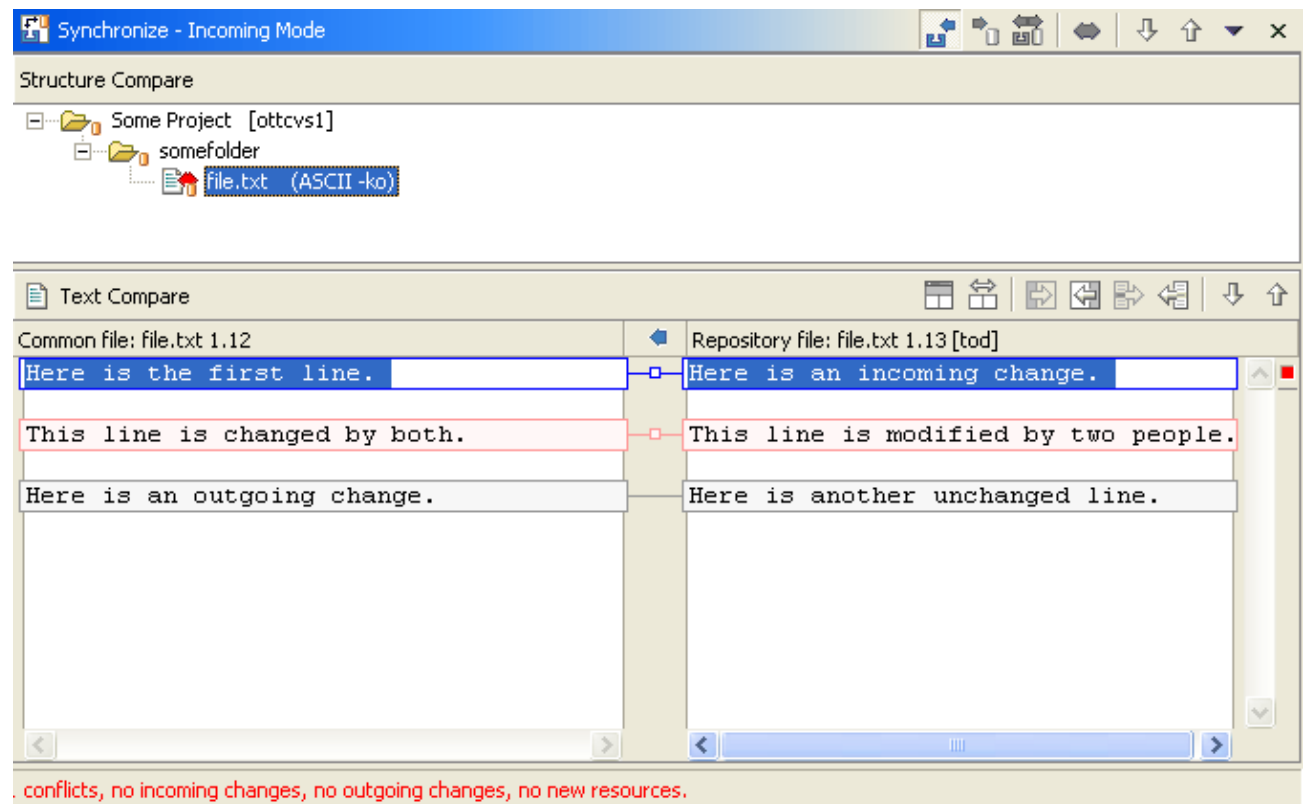 Synchronize - Incoming Mode
Structure Compare
Some Project [ottcvs1]
somefolder
file.txt (ASCII -ko)
Text Compare
Common file: file.txt 1.12
Repository file: file.txt 1.13 [tod]
Here is the first line.
Here is an incoming change.
This line is changed by both.
This line is modified by two people.
Here is an outgoing change.
Here is another unchanged line.
conflicts, no incoming changes, no outgoing changes, no new resources.